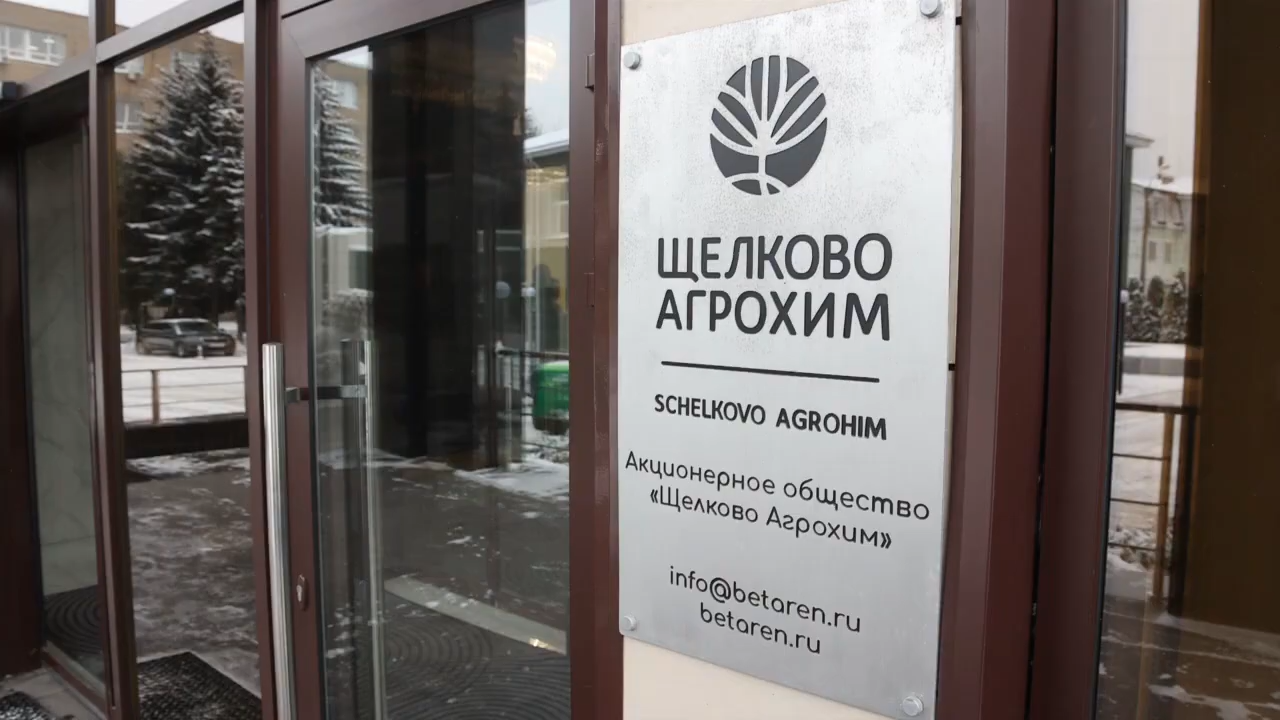 ЩЕЛКОВО
АГРОХИМ
SCHELKOVO AGROHIM
Акционерное общество
«Щелково Агрохим»
info@betaren.ru
betaren.ru